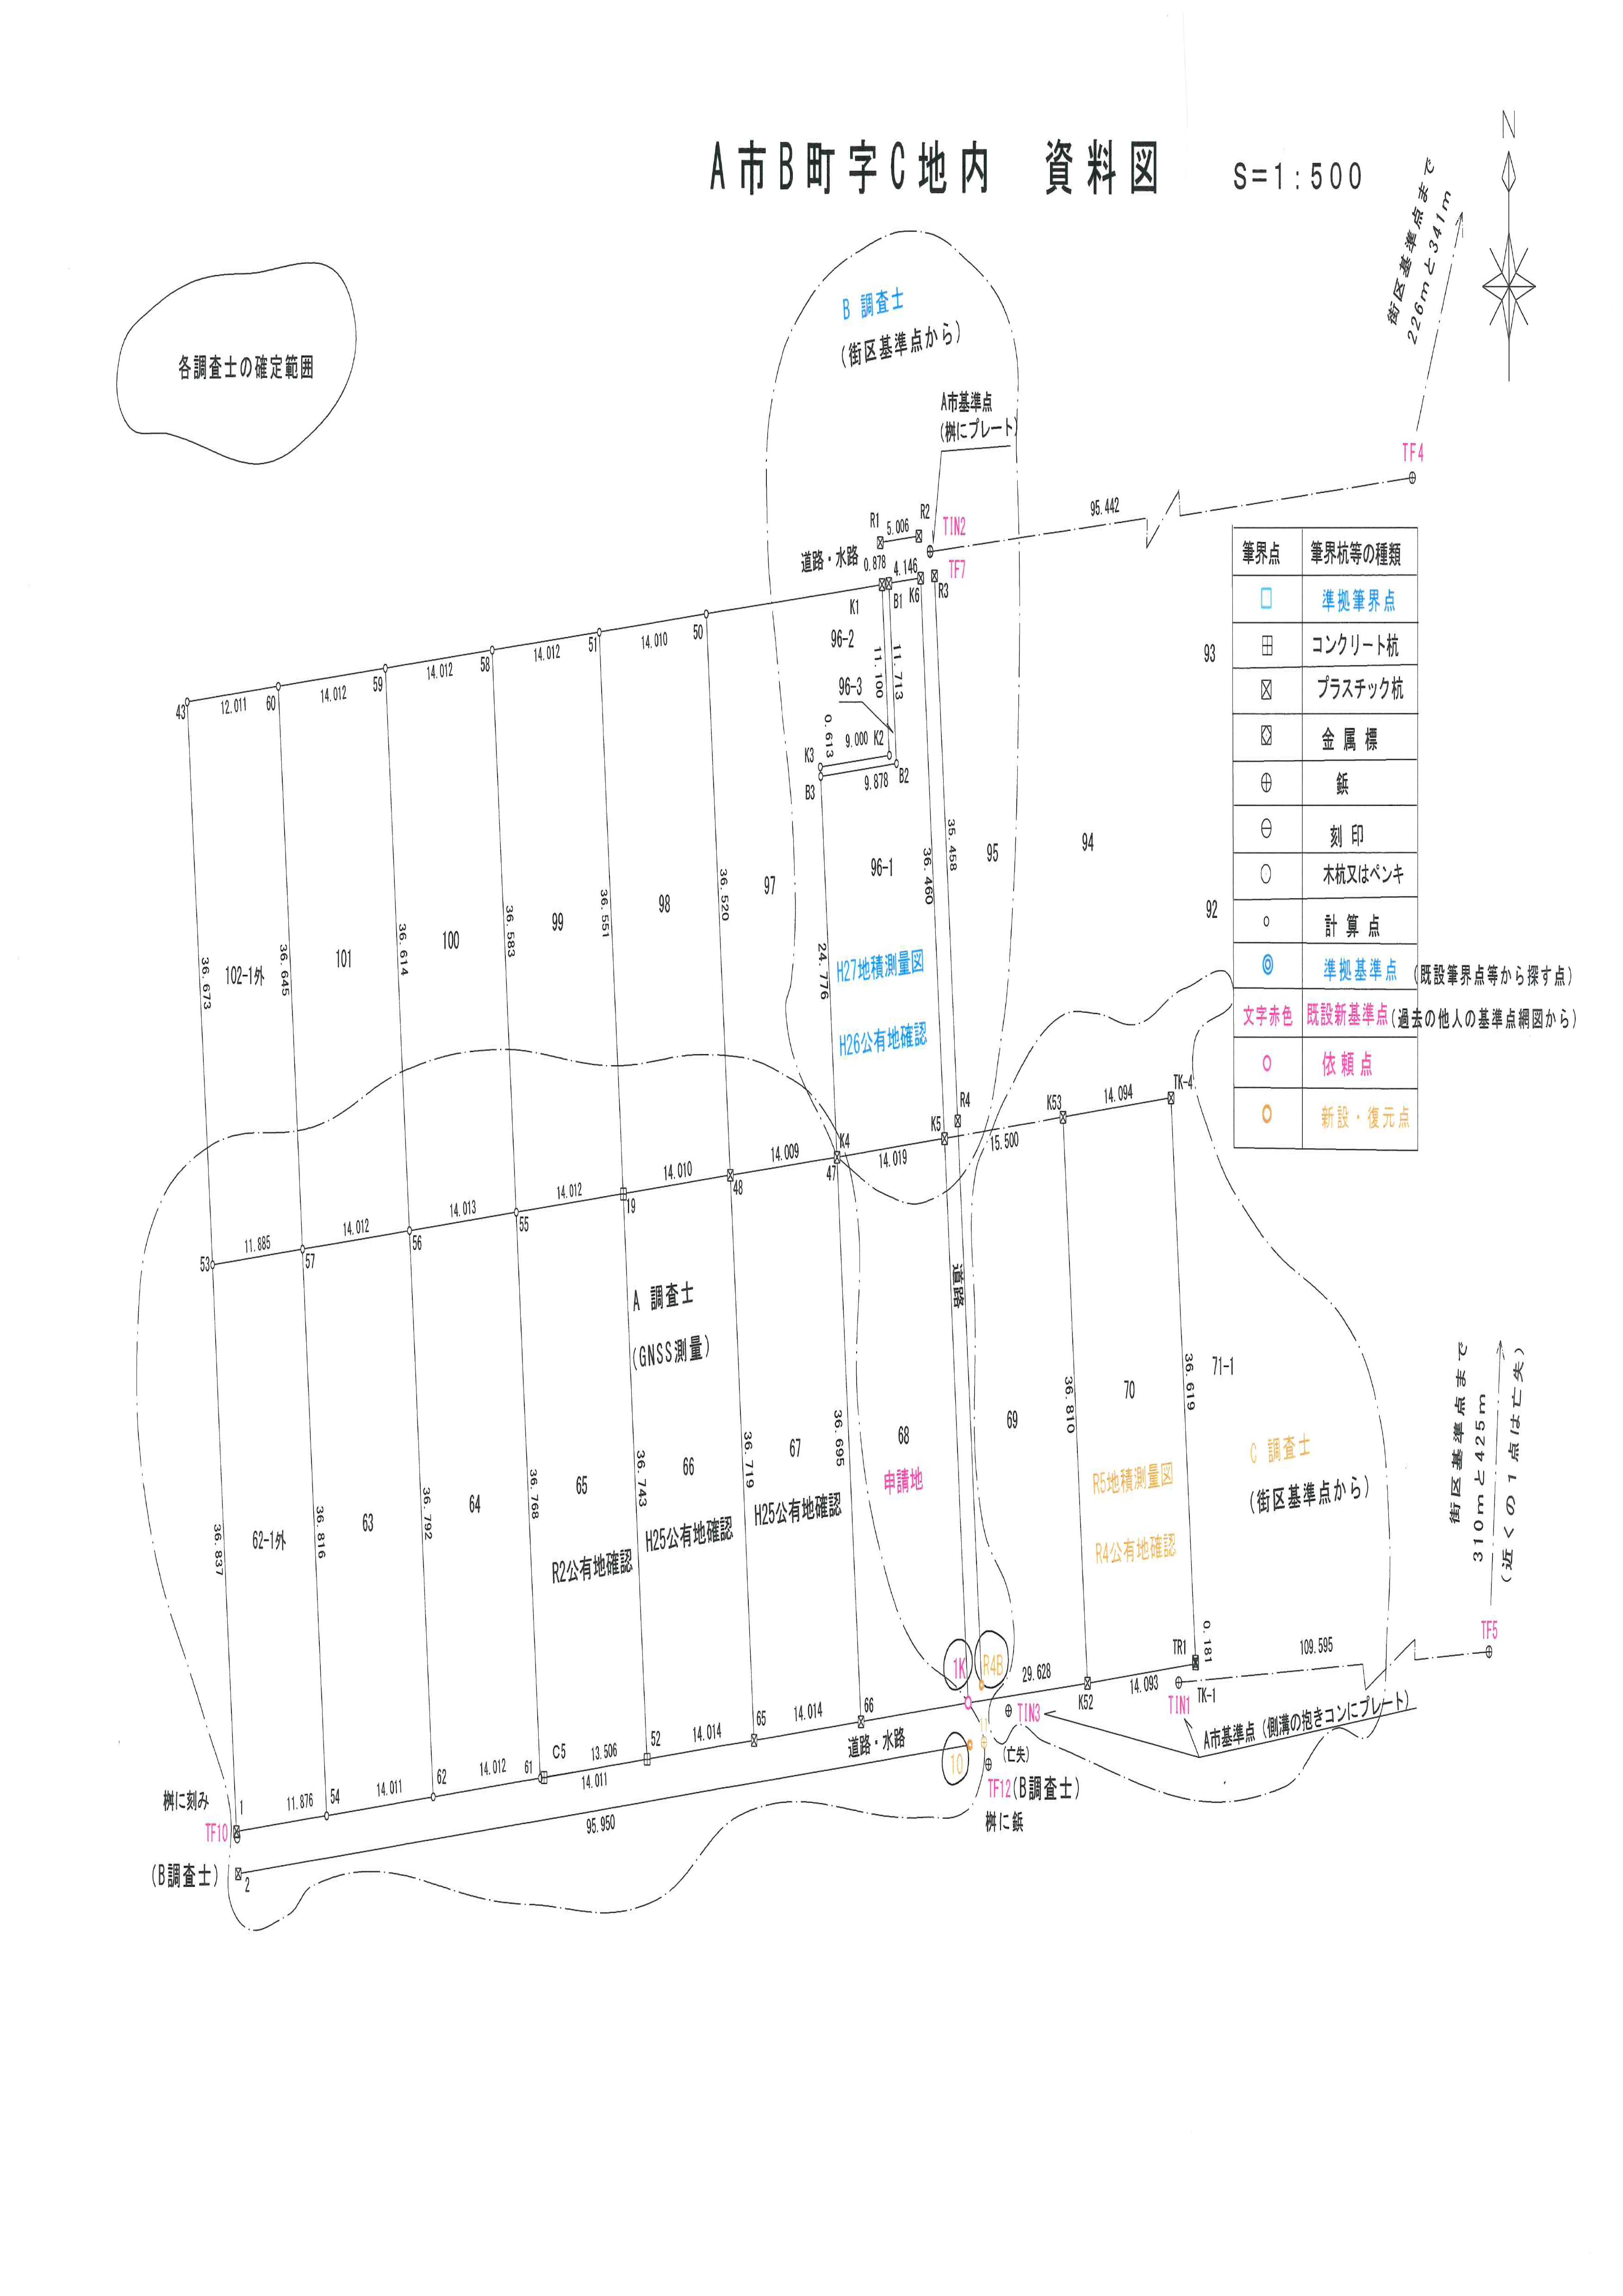 A市B町字C地内 資料図 S=1:500
N
街区基準点まで
226mと341m
各調査士の確定範囲
B 調査士
(街区基準点から)
A市基準点
(桝にプレート)
TF4
95.442
R1
5.006
R2
TIN2
TF7
道路・水路
0.878
4.146
K1
B1
K6
R3
筆界点 筆界杭等の種類
準拠筆界点
コンクリート杭
プラスチック杭
金属標
鋲
刻印
木杭又はペンキ
計算点
準拠基準点 (既設筆界点等から探す点)
文字赤色 既設新基準点(過去の他人の基準点網図から)
依頼点
新設・復元点
43
12.011
60
14.012
59
14.012
58
14.012
51
14.010
50
96-2
11.100
11.713
96-3
0.613
9.000
K2
K3
B3
9.878
B2
93
36.673
102-1外
36.645
101
36.614
100
36.583
99
36.551
98
36.520
97
96-1
24.776
36.460
35.458
95
94
92
H27地積測量図
H26公有地確認
53
11.885
57
14.012
56
14.013
55
14.012
19
14.010
48
14.009
47
K4
14.019
K5
R4
15.500
K53
14.094
TK-4
A 調査士
(GNSS測量)
道路
36.837
62-1外
36.816
63
36.792
64
36.768
65
36.743
66
36.719
67
36.695
68
申請地
69
36.810
70
36.619
71-1
R2公有地確認
H25公有地確認
H25公有地確認
R5地積測量図
R4公有地確認
C 調査士
(街区基準点から)
街区基準点まで
310mと425m
(近くの1点は亡失)
TF5
109.595
TR1
0.181
TK-1
TIN1
A市基準点(側溝の抱きコンにプレート)
1K
R4B
29.628
K52
14.093
TIN3
11
(亡失)
10
TF12(B調査士)
桝に鋲
道路・水路
66
14.014
65
14.014
52
13.506
14.011
C5
61
14.012
62
14.011
54
11.876
1
桝に刻み
TF10
(B調査士)
2
95.950